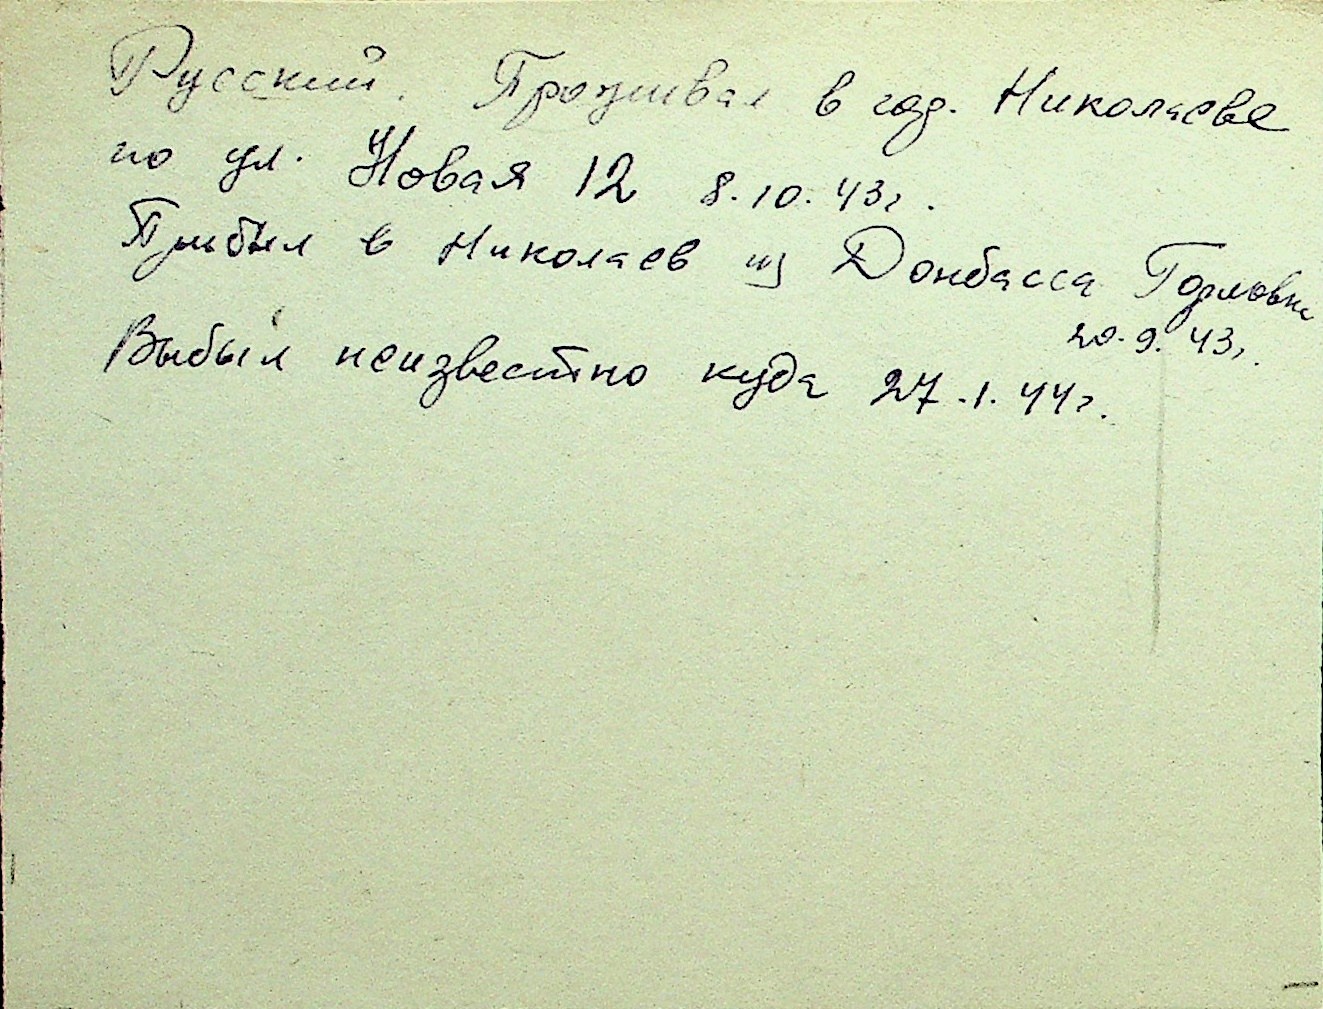 Русский. Проживал в гор. Николаеве
по ул. Новая 12 8.10.43г.
Прибыл в Николаев из Донбасса Горловки
20.9.43г.
Выбыл неизвестно куда 27.1.44г.